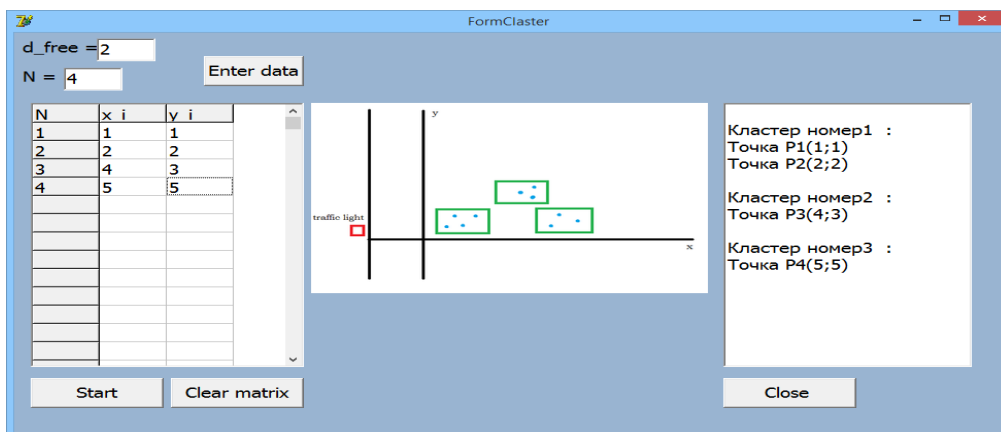 FormClaster
d_free = 2
N = 4
Enter data
N x_i y_i
1 1 1
2 2 2
3 4 3
4 5 5
y
traffic light
x
Кластер номер1 :
Точка P1(1;1)
Точка P2(2;2)
Кластер номер2 :
Точка P3(4;3)
Кластер номер3 :
Точка P4(5;5)
Start
Clear matrix
Close